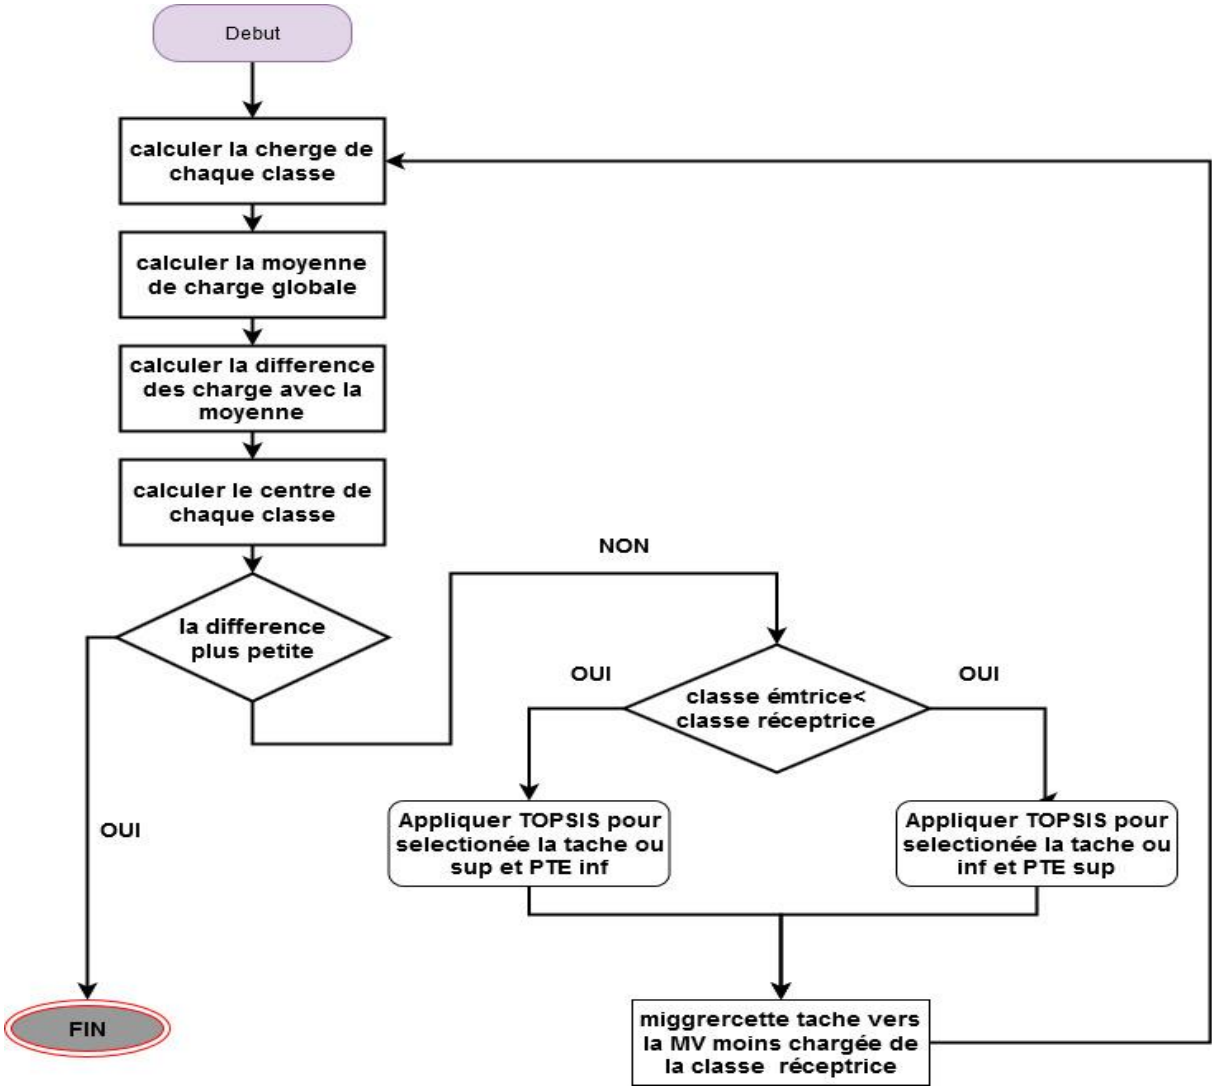 Debut
calculer la cherge de
chaque classe
calculer la moyenne
de charge globale
calculer la difference
des charge avec la
moyenne
calculer le centre de
chaque classe
la difference
plus petite
NON
OUI
classe émtrice<
classe réceptrice
OUI
Appliquer TOPSIS pour
selectionée la tache ou
sup et PTE inf
Appliquer TOPSIS pour
selectionée la tache ou
inf et PTE sup
OUI
miggrercette tache vers
la MV moins chargée de
la classe réceptrice
FIN